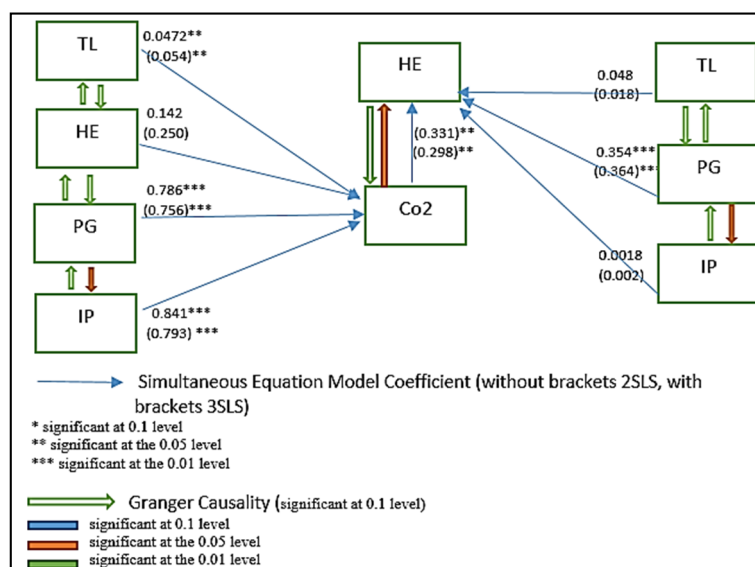 TL
0.0472**
(0.054)**
HE
0.142
(0.250)
PG
0.786***
(0.756)***
IP
0.841***
(0.793) ***
HE
(0.331)**
(0.298)**
Co2
TL
0.048
(0.018)
PG
0.354***
(0.364)***
IP
0.0018
(0.002)
Simultaneous Equation Model Coefficient (without brackets 2SLS, with
brackets 3SLS)
* significant at 0.1 level
** significant at the 0.05 level
*** significant at the 0.01 level
Granger Causality (significant at 0.1 level)
significant at 0.1 level
significant at the 0.05 level
significant at the 0.01 level